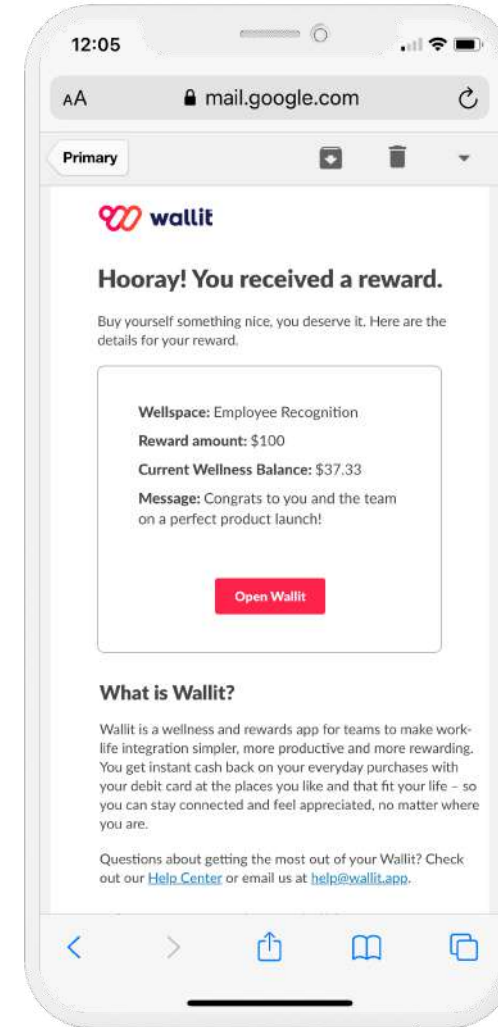 12:05
AA mail.google.com
Primary
wallit
Hooray! You received a reward.
Buy yourself something nice, you deserve it. Here are the
details for your reward.
Wellspace: Employee Recognition
Reward amount: $100
Current Wellness Balance: $37.33
Message: Congrats to you and the team
on a perfect product launch!
Open Wallit
What is Wallit?
Wallit is a wellness and rewards app for teams to make work-
life integration simpler, more productive and more rewarding.
You get instant cash back on your everyday purchases with
your debit card at the places you like and that fit your life – so
you can stay connected and feel appreciated, no matter where
you are.
Questions about getting the most out of your Wallit? Check
out our Help Center or email us at help@wallit.app.